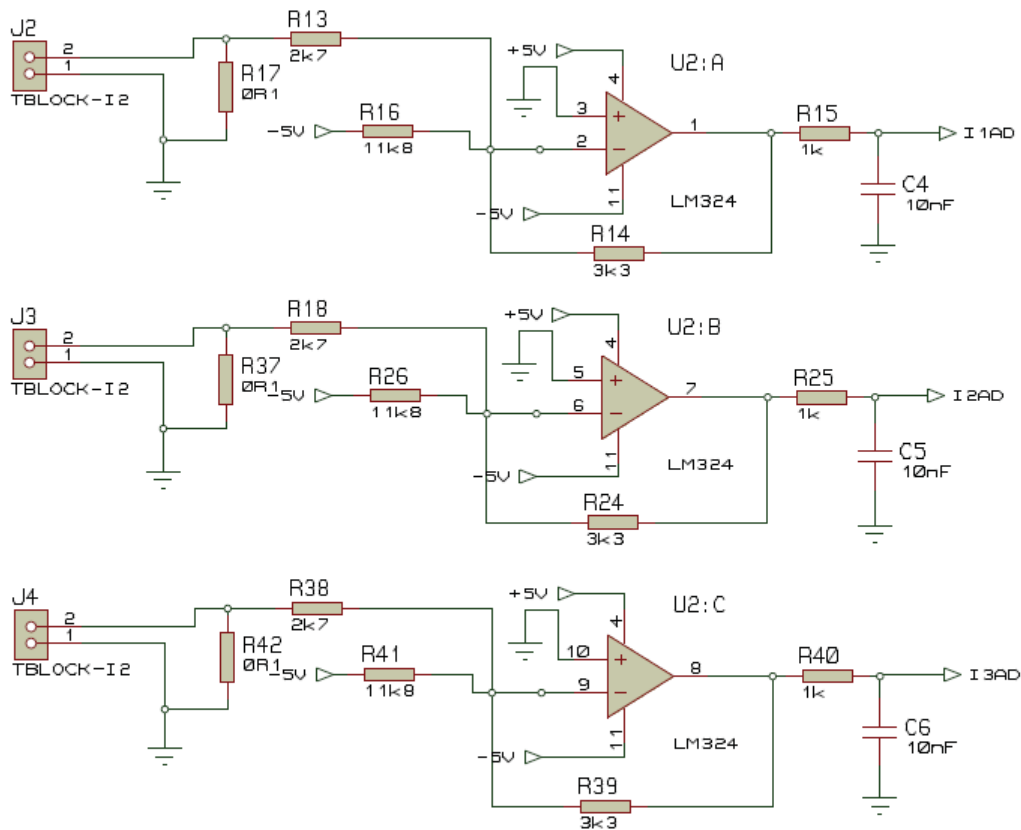 J2
2
1
TBLOCK-I2
R13
2k7
R17
0R1
-5V
R16
11k8
+5V
4
3
2
1
11
-5V
U2:A
LM324
R14
3k3
R15
1k
I1AD
C4
10nF
J3
2
1
TBLOCK-I2
R18
2k7
R37
0R1
-5V
R26
11k8
+5V
4
5
6
7
11
-5V
U2:B
LM324
R24
3k3
R25
1k
I2AD
C5
10nF
J4
2
1
TBLOCK-I2
R38
2k7
R42
0R1
-5V
R41
11k8
+5V
4
10
9
8
11
-5V
U2:C
LM324
R39
3k3
R40
1k
I3AD
C6
10nF